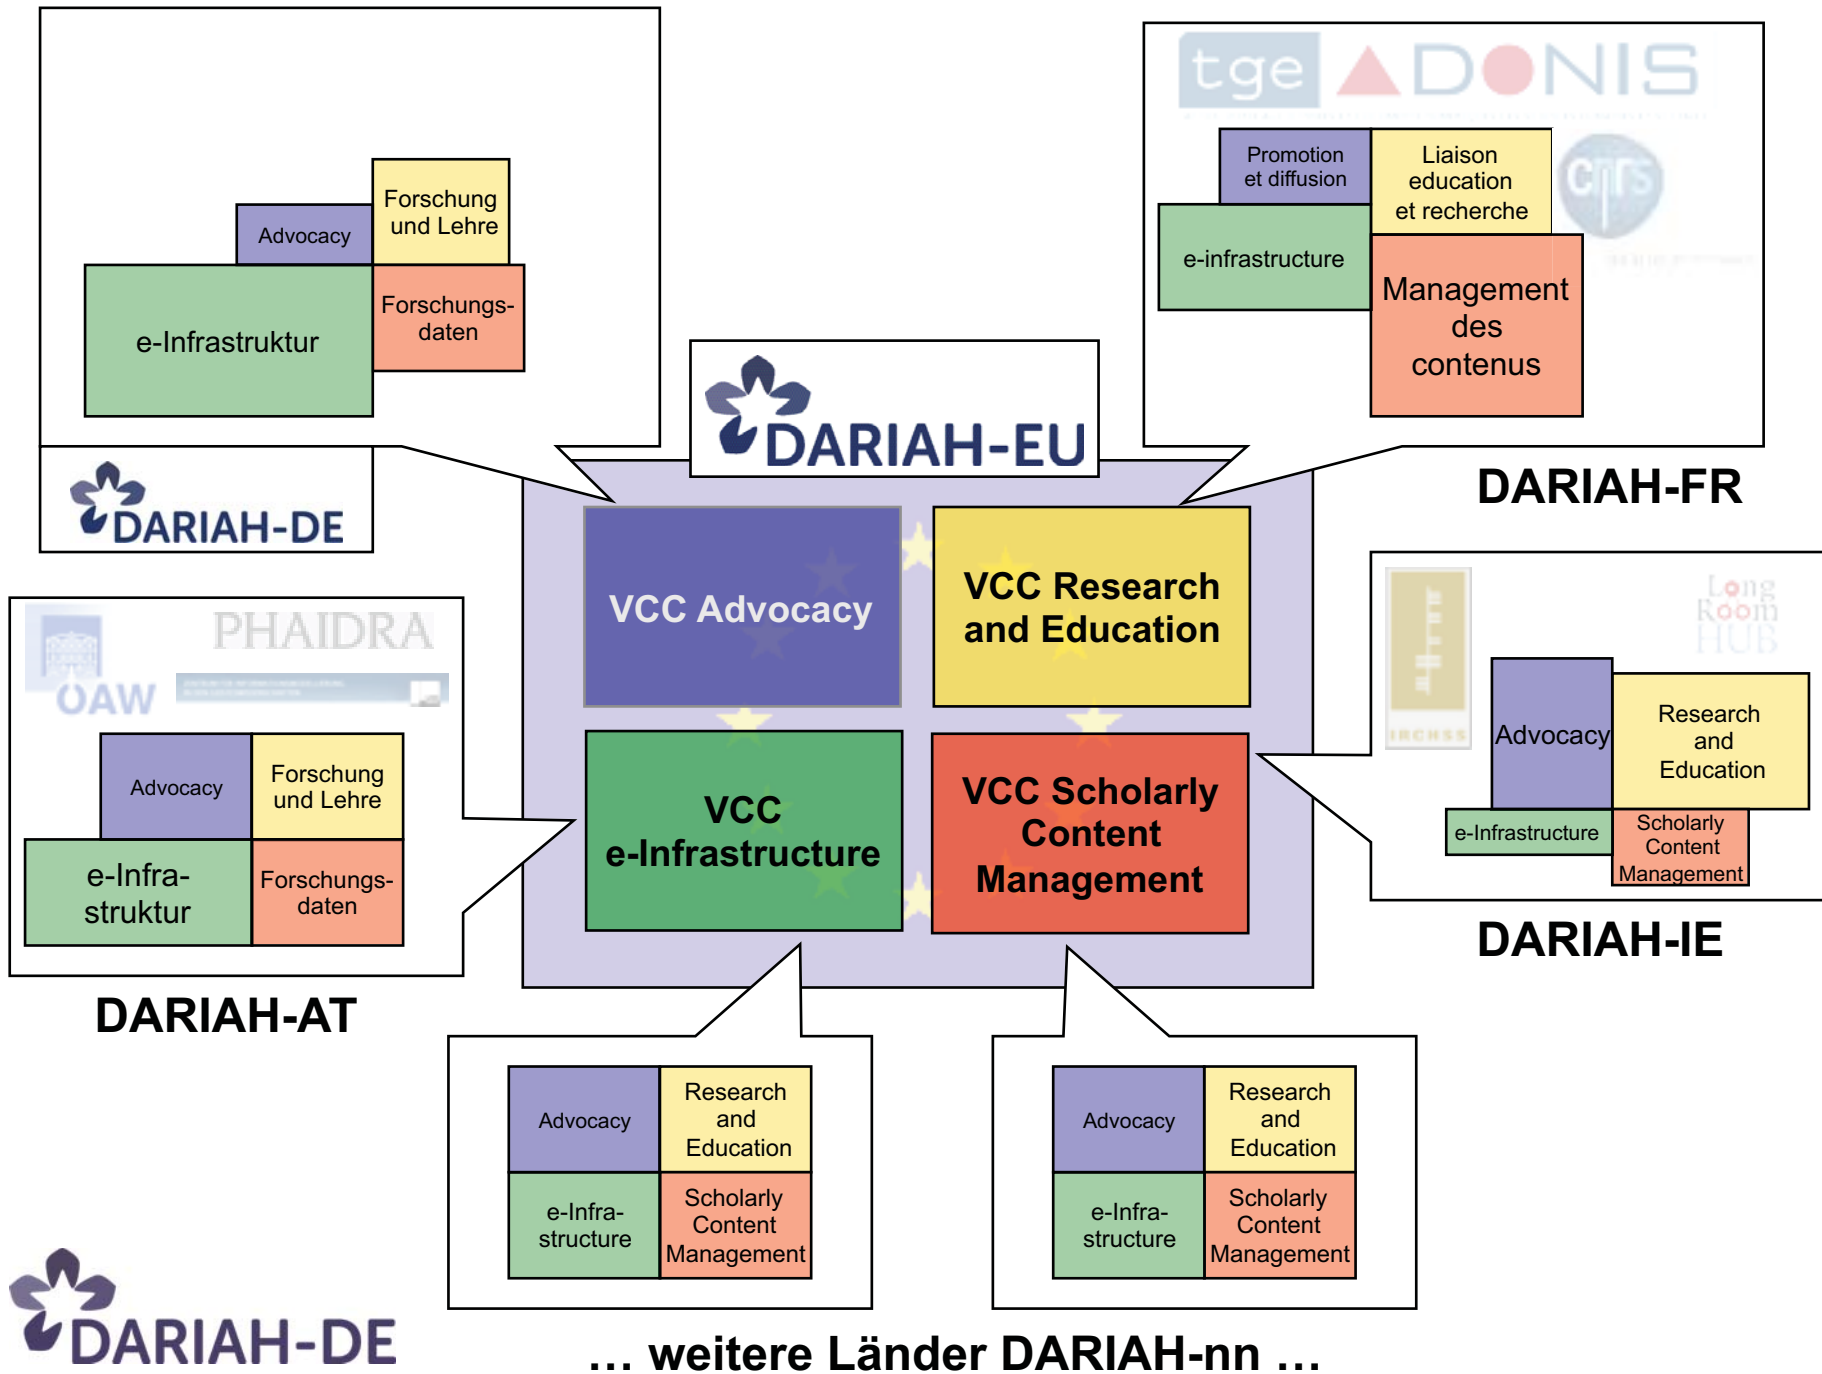 Advocacy
Forschung
und Lehre
e-Infrastruktur
Forschungs-
daten
DARIAH-DE
tge ADONIS
Promotion
et diffusion
Liaison
education
et recherche
cnrs
e-infrastructure
Management
des
contenus
DARIAH-FR
DARIAH-EU
VCC Advocacy
VCC Research
and Education
VCC
e-Infrastructure
VCC Scholarly
Content
Management
ÖAW
PHAIDRA
Advocacy
Forschung
und Lehre
e-Infra-
struktur
Forschungs-
daten
DARIAH-AT
IRCHSS
Long
Room
HUB
Advocacy
Research
and
Education
e-Infrastructure
Scholarly
Content
Management
DARIAH-IE
Advocacy
Research
and
Education
e-Infra-
structure
Scholarly
Content
Management
Advocacy
Research
and
Education
e-Infra-
structure
Scholarly
Content
Management
DARIAH-DE
... weitere Länder DARIAH-nn ...